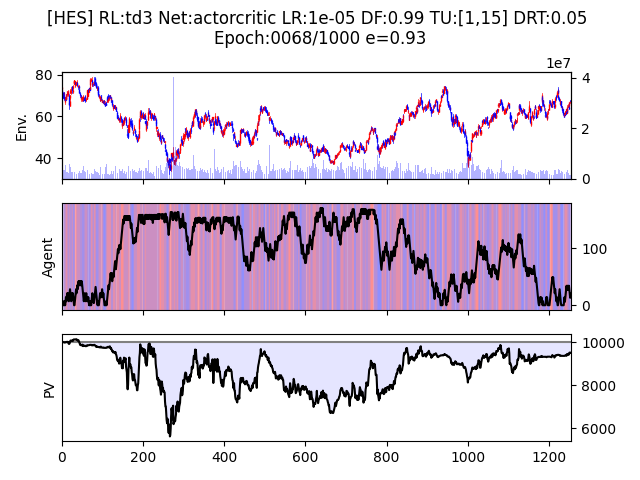 [HES] RL:td3 Net:actorcritic LR:1e-05 DF:0.99 TU:[1,15] DRT:0.05
Epoch:0068/1000 e=0.93
1e7
80
60
40
Env.
4
2
0
Agent
100
0
PV
10000
8000
6000
0 200 400 600 800 1000 1200